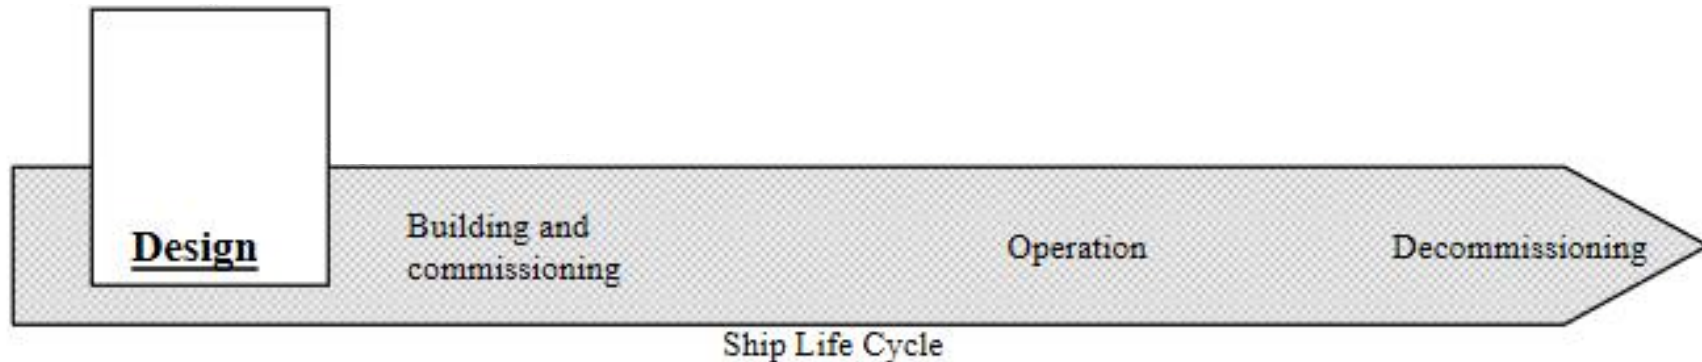 Design
Building and
commissioning
Operation
Decommissioning
Ship Life Cycle